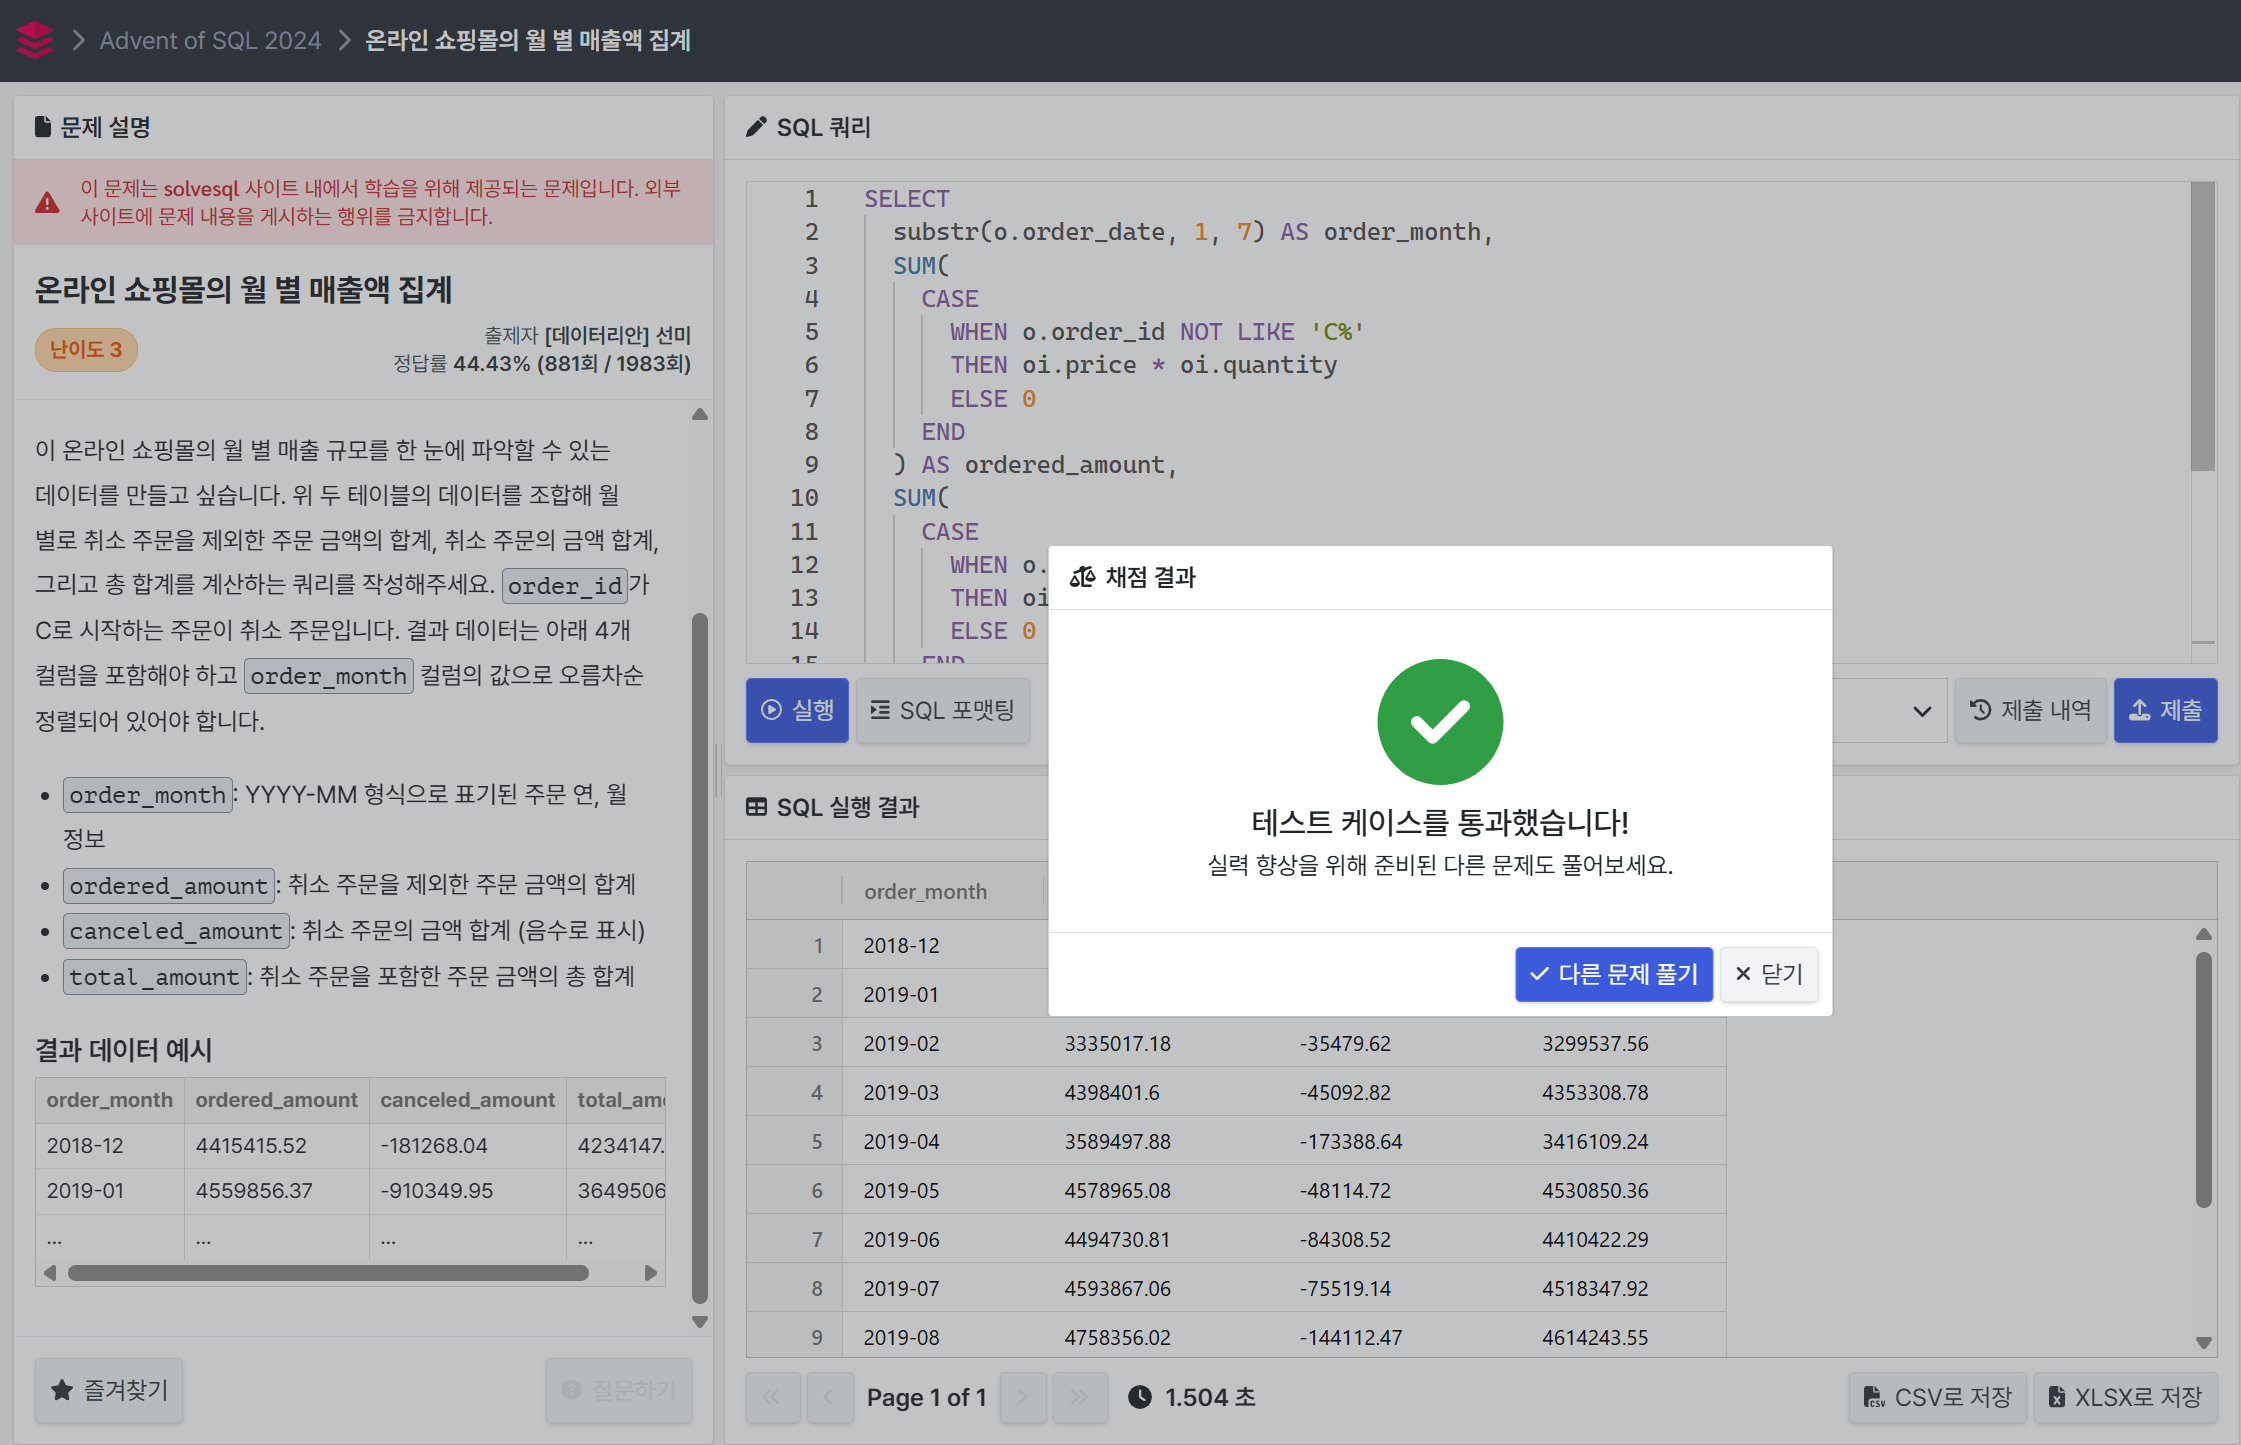 Advent of SQL 2024
온라인 쇼핑몰의 월 별 매출액 집계
문제 설명
이 문제는 solvesql 사이트 내에서 학습을 위해 제공되는 문제입니다. 외부
사이트에 문제 내용을 게시하는 행위를 금지합니다.
온라인 쇼핑몰의 월 별 매출액 집계
난이도 3
출제자 [데이터리안] 선미
정답률 44.43% (881회 / 1983회)
이 온라인 쇼핑몰의 월 별 매출 규모를 한 눈에 파악할 수 있는
데이터를 만들고 싶습니다. 위 두 테이블의 데이터를 조합해 월
별로 취소 주문을 제외한 주문 금액의 합계, 취소 주문의 금액 합계,
그리고 총 합계를 계산하는 쿼리를 작성해주세요. order_id가
C로 시작하는 주문이 취소 주문입니다. 결과 데이터는 아래 4개
컬럼을 포함해야 하고 order_month 컬럼의 값으로 오름차순
정렬되어 있어야 합니다.
order_month: YYYY-MM 형식으로 표기된 주문 연, 월
정보
ordered_amount: 취소 주문을 제외한 주문 금액의 합계
canceled_amount: 취소 주문의 금액 합계 (음수로 표시)
total_amount: 취소 주문을 포함한 주문 금액의 총 합계
결과 데이터 예시
order_month ordered_amount canceled_amount
2018-12 4415415.52 -181268.04 4234147.
2019-01 4559856.37 -910349.95 3649506
... ... ... ...
즐겨찾기
질문하기
SQL 쿼리
1 SELECT
2 substr(o.order_date, 1, 7) AS order_month,
3 SUM(
4 CASE
5 WHEN o.order_id NOT LIKE 'C%'
6 THEN oi.price * oi.quantity
7 ELSE 0
8 END
9 ) AS ordered_amount,
10 SUM(
11 CASE
12 WHEN o.
13 THEN oi
14 ELSE 0
15 END
실행
SQL 포맷팅
제출 내역
제출
SQL 실행 결과
order_month
1 2018-12
2 2019-01
3 2019-02 3335017.18 -35479.62 3299537.56
4 2019-03 4398401.6 -45092.82 4353308.78
5 2019-04 3589497.88 -173388.64 3416109.24
6 2019-05 4578965.08 -48114.72 4530850.36
7 2019-06 4494730.81 -84308.52 4410422.29
8 2019-07 4593867.06 -75519.14 4518347.92
9 2019-08 4758356.02 -144112.47 4614243.55
Page 1 of 1
1.504 초
CSV로 저장
XLSX로 저장
채점 결과
테스트 케이스를 통과했습니다!
실력 향상을 위해 준비된 다른 문제도 풀어보세요.
다른 문제 풀기
닫기